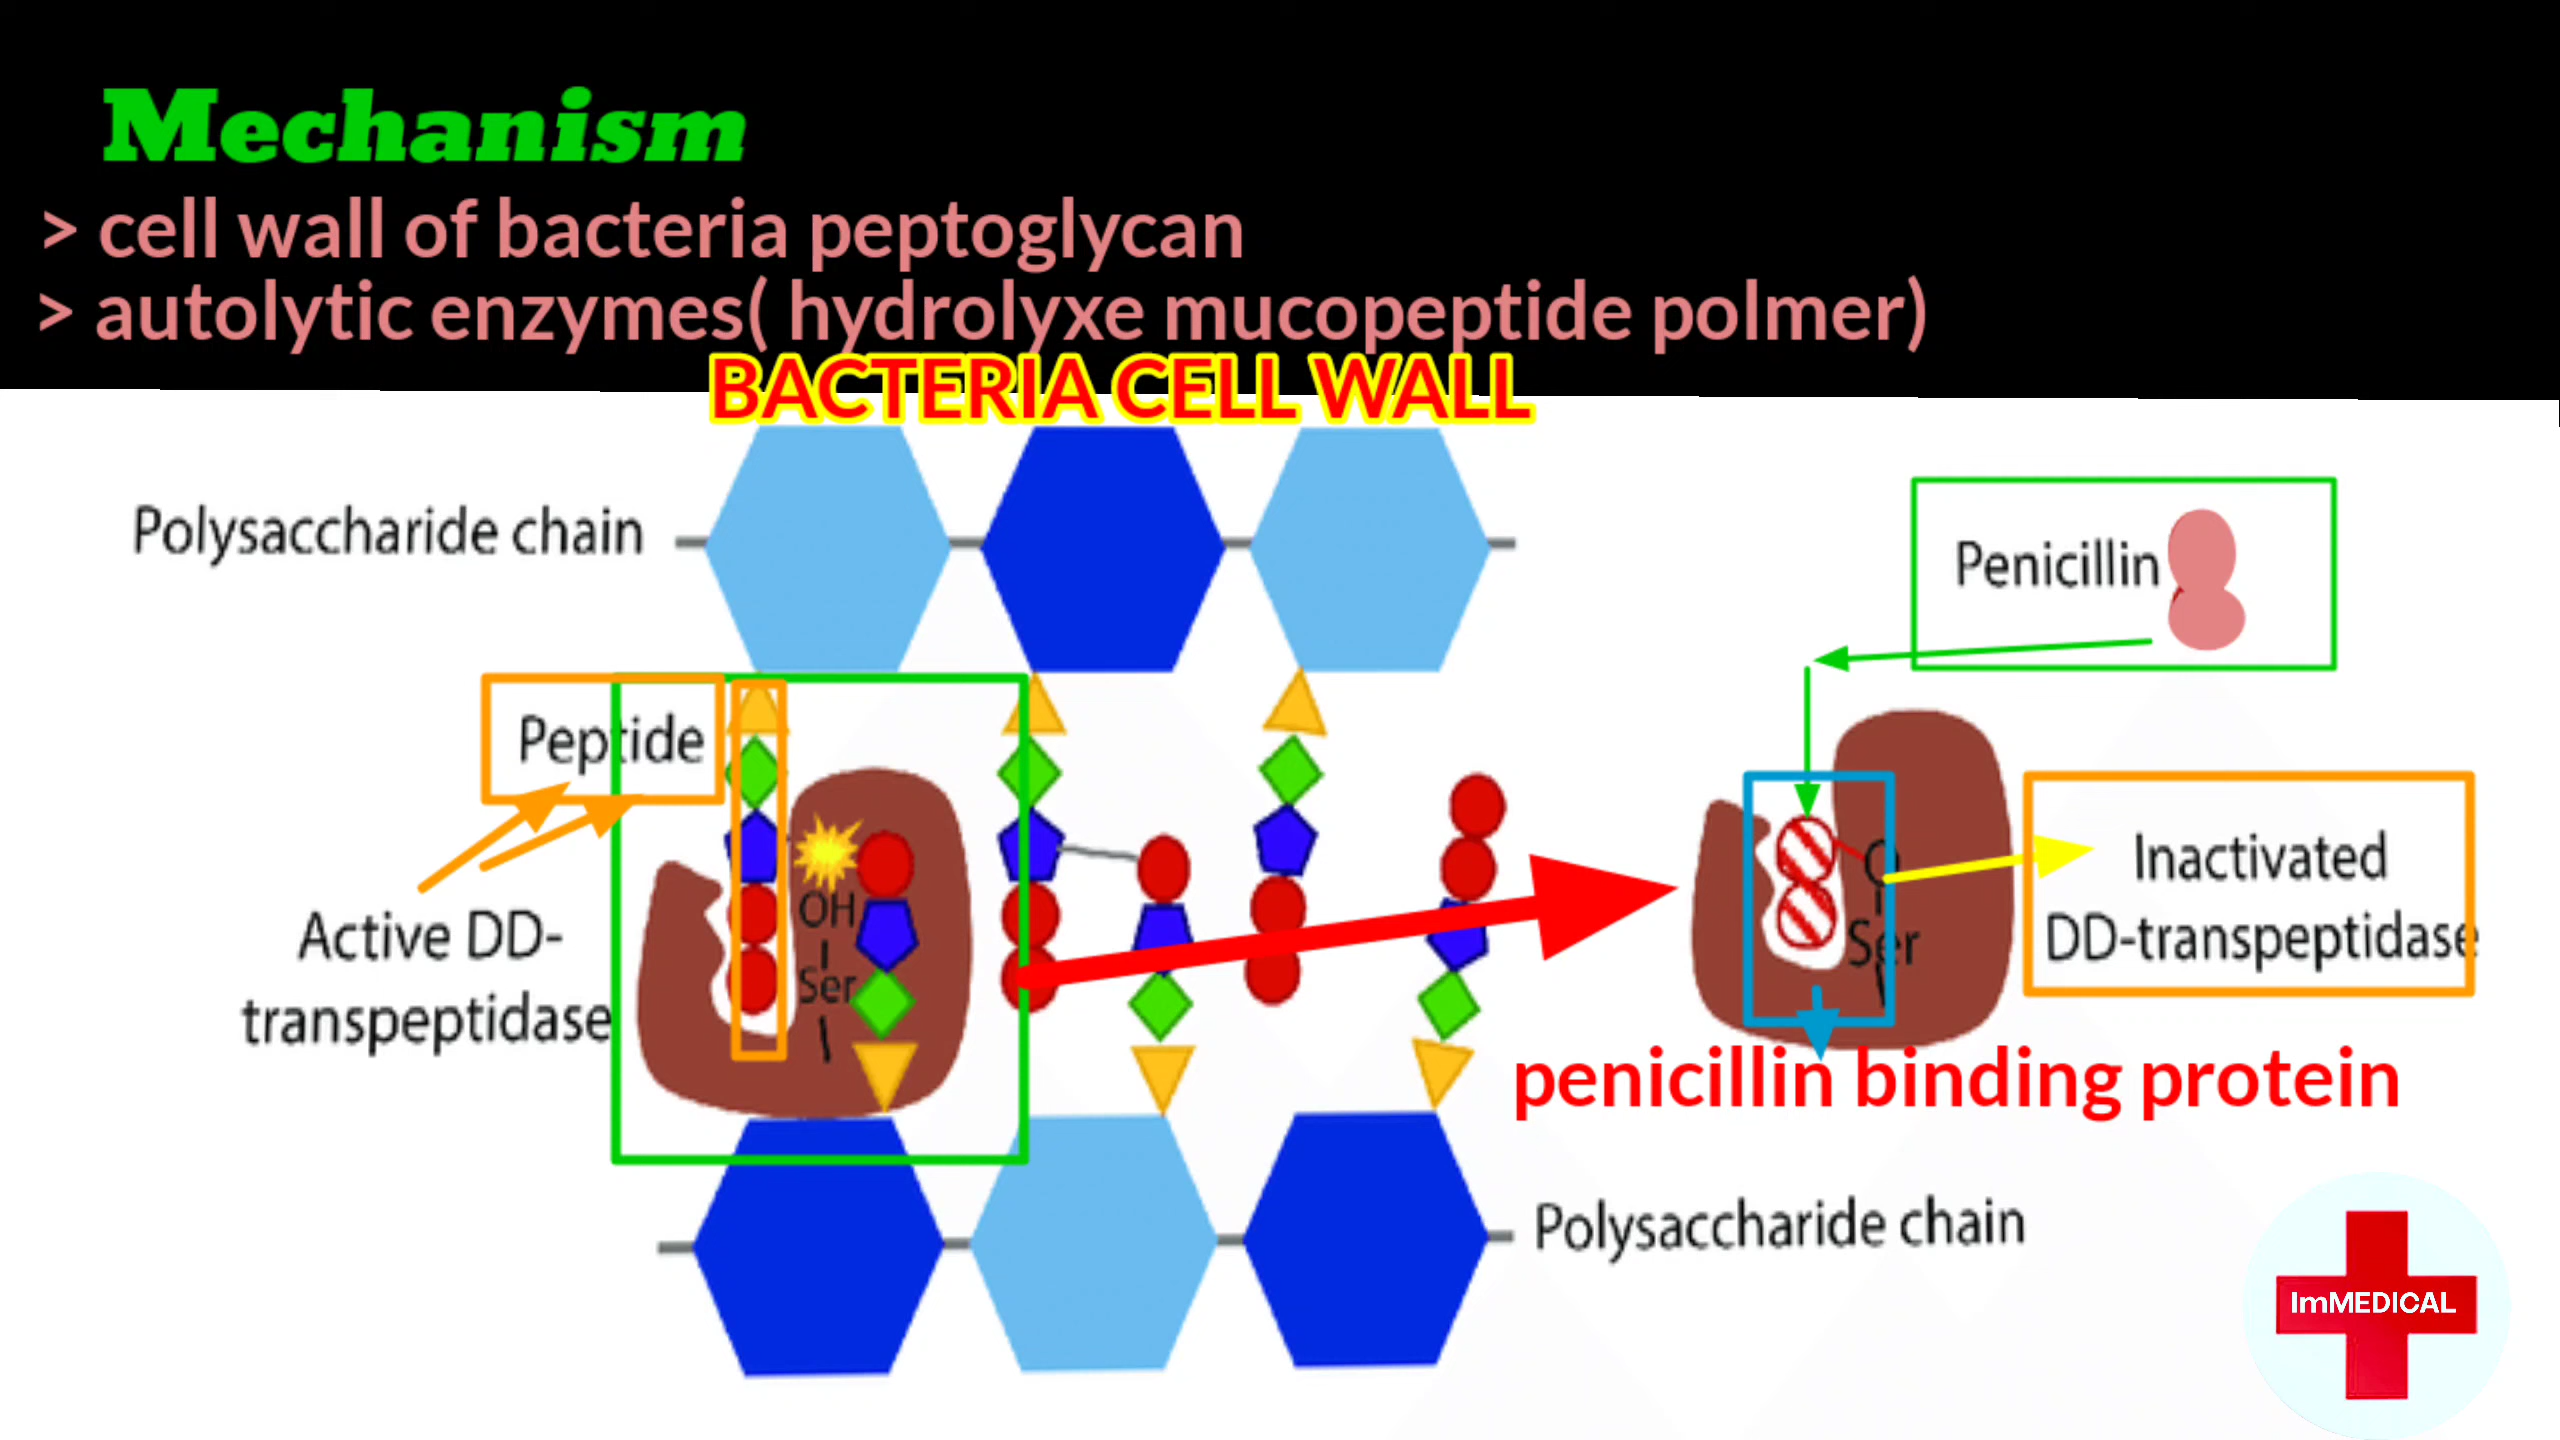 Mechanism
> cell wall of bacteria peptoglycan
> autolytic enzymes( hydrolyxe mucopeptide polmer)
BACTERIA CELL WALL
Polysaccharide chain
Penicillin
Peptide
Active DD-
transpeptidase
OH
Ser
O
Ser
Inactivated
DD-transpeptidase
penicillin binding protein
Polysaccharide chain
ImMEDICAL